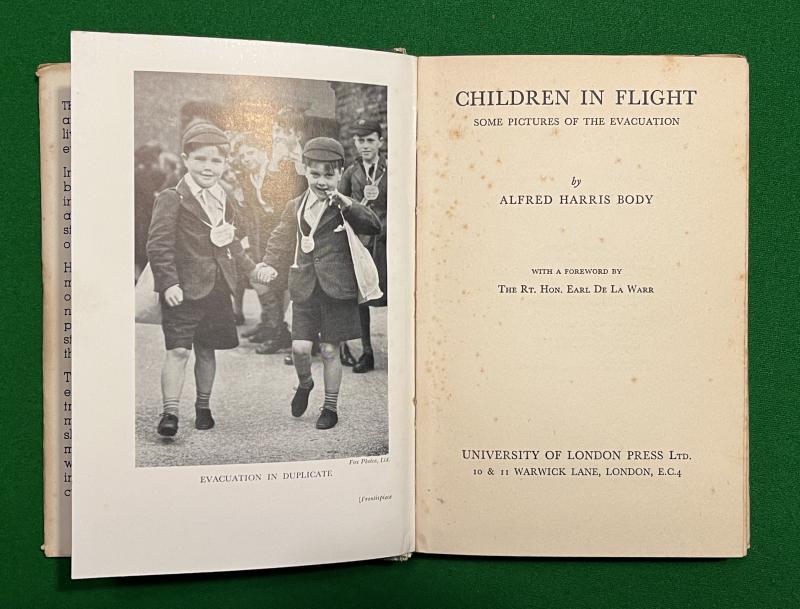 Fox Photos, Ltd.
EVACUATION IN DUPLICATE
[Frontispiece
CHILDREN IN FLIGHT
SOME PICTURES OF THE EVACUATION
by
ALFRED HARRIS BODY
WITH A FOREWORD BY
THE RT. HON. EARL DE LA WARR
UNIVERSITY OF LONDON PRESS LTD.
10 & 11 WARWICK LANE, LONDON, E.C.4